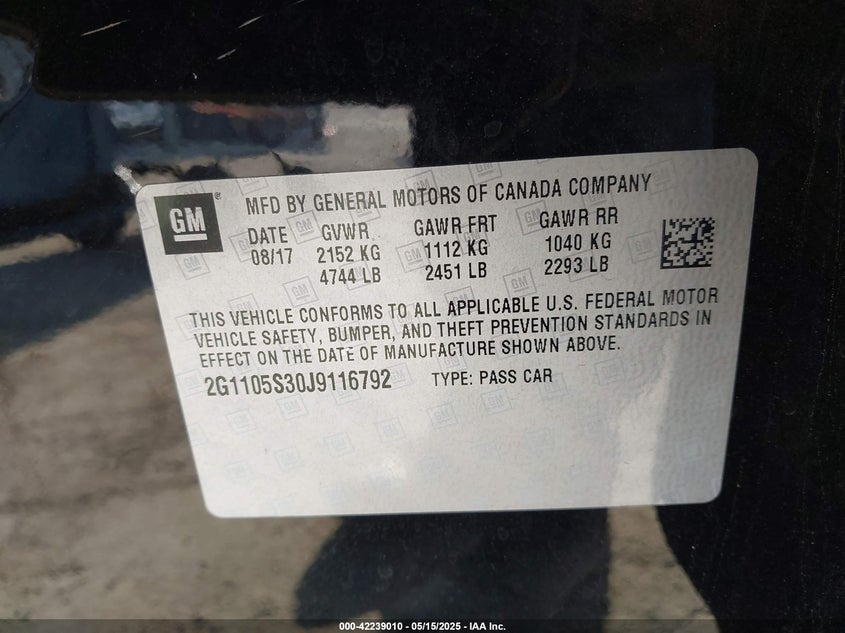 GM ® MFD BY GENERAL MOTORS OF CANADA COMPANY
DATE GVWR GAWR FRT GAWR RR
08/17 2152 KG 1112 KG 1040 KG
4744 LB 2451 LB 2293 LB
THIS VEHICLE CONFORMS TO ALL APPLICABLE U.S. FEDERAL MOTOR
VEHICLE SAFETY, BUMPER, AND THEFT PREVENTION STANDARDS IN
EFFECT ON THE DATE OF MANUFACTURE SHOWN ABOVE.
2G1105S30J9116792 TYPE: PASS CAR
000-42239010 - 05/15/2025 - IAA Inc.